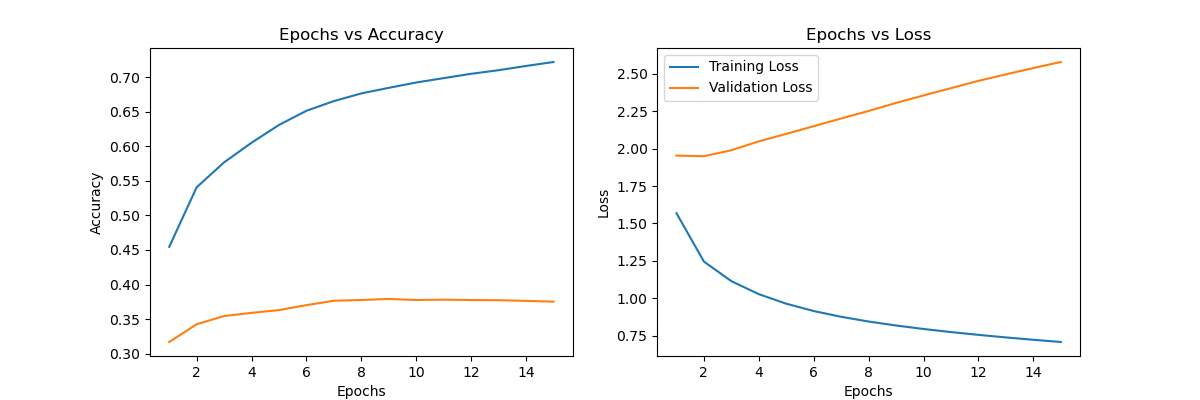 Epochs vs Accuracy
Accuracy
0.70
0.65
0.60
0.55
0.50
0.45
0.40
0.35
0.30
2 4 6 8 10 12 14
Epochs
Epochs vs Loss
Training Loss
Validation Loss
Loss
2.50
2.25
2.00
1.75
1.50
1.25
1.00
0.75
2 4 6 8 10 12 14
Epochs